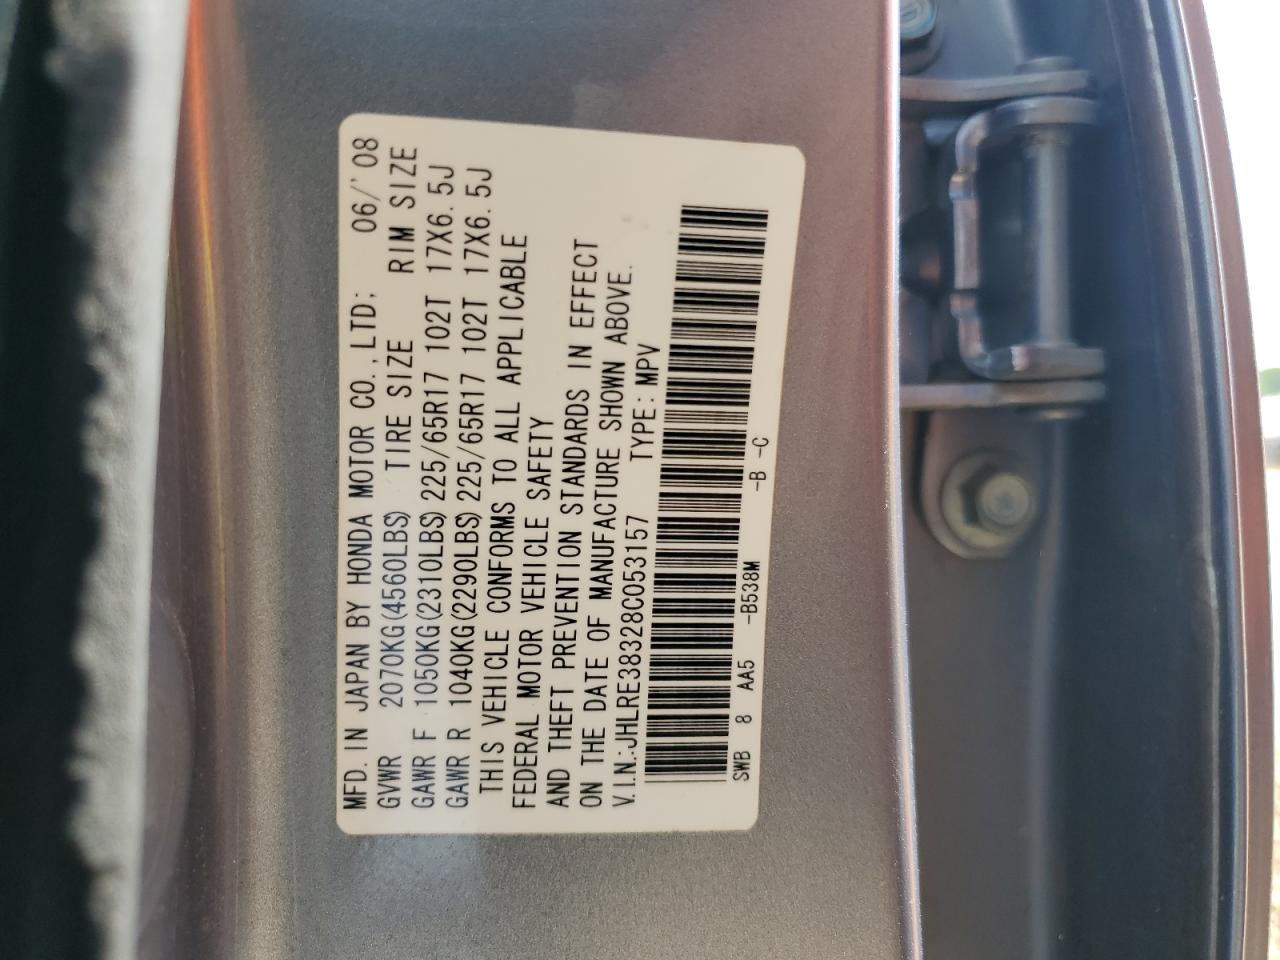 MFD. IN JAPAN BY HONDA MOTOR CO., LTD; 06/'08
GVWR 2070KG(4560LBS) TIRE SIZE RIM SIZE
GAWR F 1050KG(2310LBS) 225/65R17 102T 17X6.5J
GAWR R 1040KG(2290LBS) 225/65R17 102T 17X6.5J
THIS VEHICLE CONFORMS TO ALL APPLICABLE
FEDERAL MOTOR VEHICLE SAFETY
AND THEFT PREVENTION STANDARDS IN EFFECT
ON THE DATE OF MANUFACTURE SHOWN ABOVE.
V.I.N.:JHLRE38328C053157 TYPE: MPV
SWB 8 AA5 -B538M -B -C